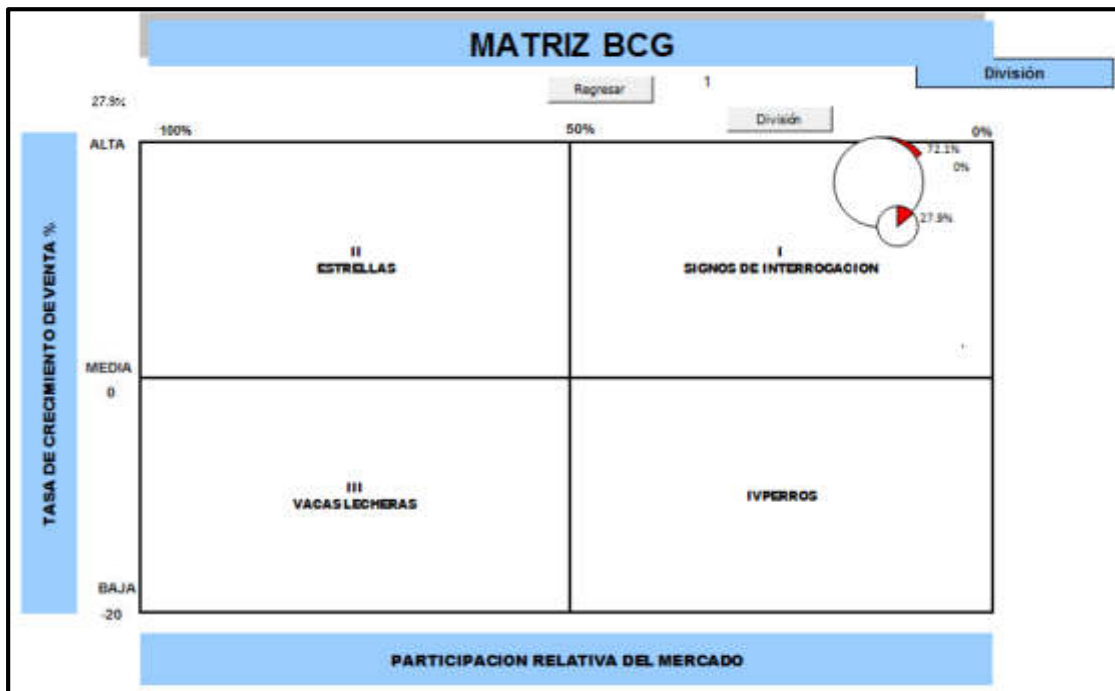 MATRIZ BCG
División
Regresar
1
27.9%
División
100%
50%
0%
ALTA
72.1%
0%
27.9%
II
ESTRELLAS
I
SIGNOS DE INTERROGACION
TASA DE CRECIMIENTO DE VENTA %
MEDIA
0
III
VACAS LECHERAS
IVPERROS
BAJA
-20
PARTICIPACION RELATIVA DEL MERCADO